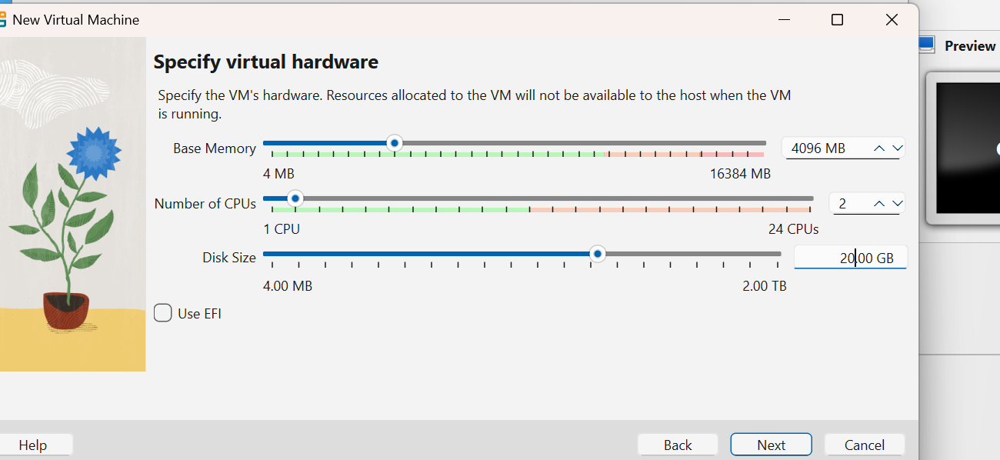 New Virtual Machine
Preview
Specify virtual hardware
Specify the VM's hardware. Resources allocated to the VM will not be available to the host when the VM
is running.
Base Memory 4096 MB
4 MB 16384 MB
Number of CPUs 2
1 CPU 24 CPUs
Disk Size 20.00 GB
4.00 MB 2.00 TB
Use EFI
Help Back Next Cancel